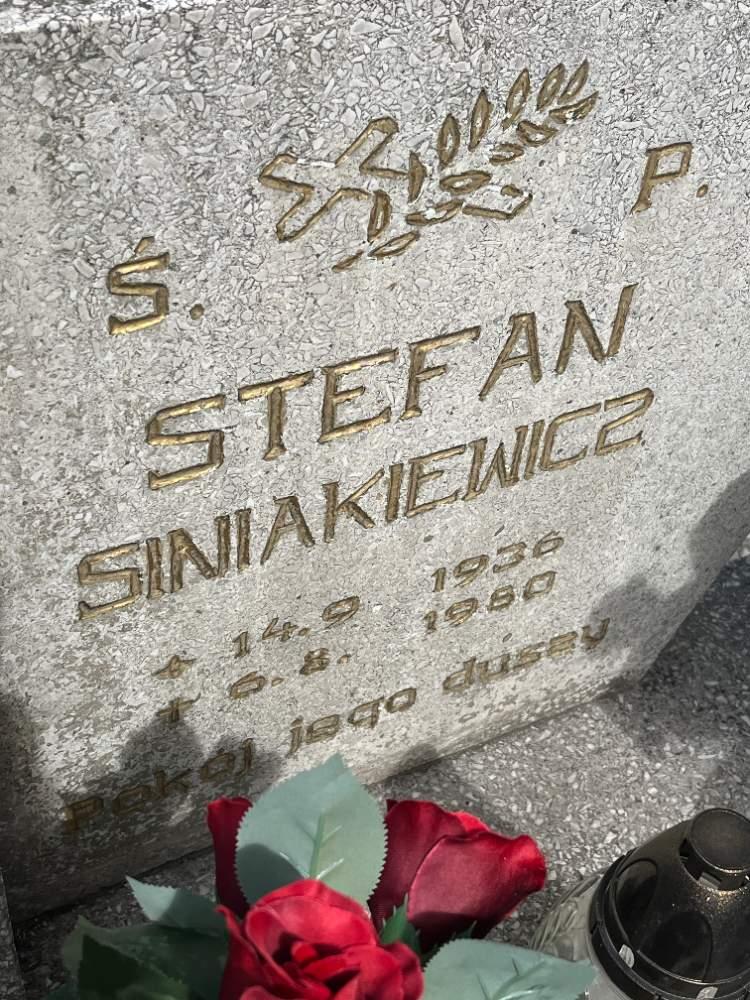 Ś. P.
STEFAN
SINIAKIEWICZ
+ 14.9 1936
+ 6.8. 1980
Pokój jego duszy